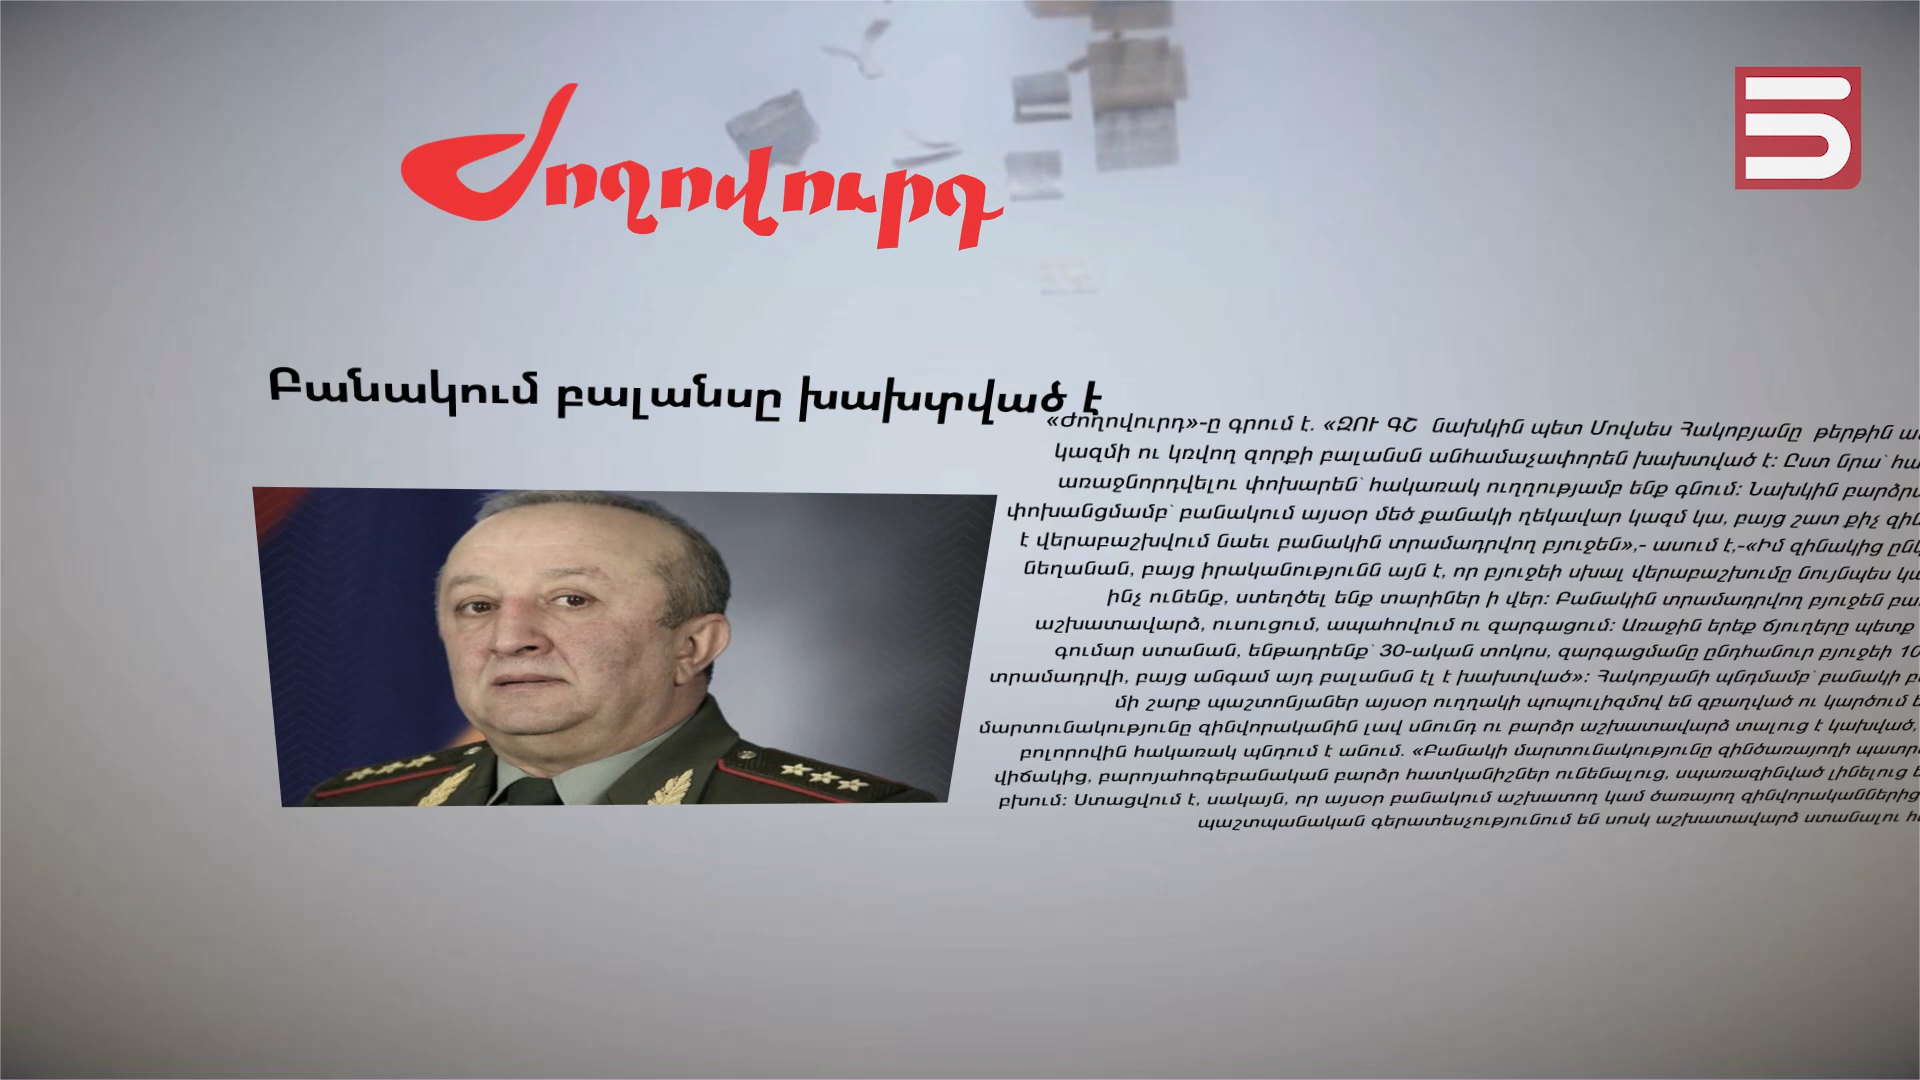 Ժողովուրդ
Բանակում բալանսը խախտված է
«Ժողովուրդ»-ը գրում է. «ԶՈՒ ԳՇ նախկին պետ Մովսես Հակոբյանը թերթին
կազմի ու կռվող զորքի բալանսն անհամաչափորեն խախտված է: Ըստ նրա՝
առաջնորդվելու փոխարեն՝ հակառակ ուղղությամբ ենք գնում: Նախկին
փոխանցմամբ՝ բանակում այսօր մեծ քանակի ղեկավար կազմ կա, բայց շատ քիչ
է վերաբաշխվում նաեւ բանակին տրամադրվող բյուջեն»,- ասում է,-«Իմ զինակից
նեղանան, բայց իրականությունն այն է, որ բյուջեի սխալ վերաբաշխումը նույնպես
ինչ ունենք, ստեղծել ենք տարիներ ի վեր: Բանակին տրամադրվող բյուջեն
աշխատավարձ, ուսուցում, ապահովում ու զարգացում: Առաջին երեք ճյուղերը պետք
գումար ստանան, ենթադրենք՝ 30-ական տոկոս, զարգացմանը ընդհանուր բյուջեի 10
տրամադրվի, բայց անգամ այդ բալանսն էլ է խախտված»: Հակոբյանի պնդմամբ՝ բանակի
մի շարք պաշտոնյաներ այսօր ուղղակի պոպուլիզմով են զբաղված ու կարծում
մարտունակությունը զինվորականին լավ սնունդ ու բարձր աշխատավարձ տալուց է կախված,
բոլորովին հակառակ պնդում է անում. «Բանակի մարտունակությունը զինծառայողի
վիճակից, բարոյահոգեբանական բարձր հատկանիշներ ունենալուց, սպառազինված լինելուց
բխում: Ստացվում է, սակայն, որ այսօր բանակում աշխատող կամ ծառայող զինվորականներից
պաշտպանական գերատեսչությունում են սոսկ աշխատավարձ ստանալու